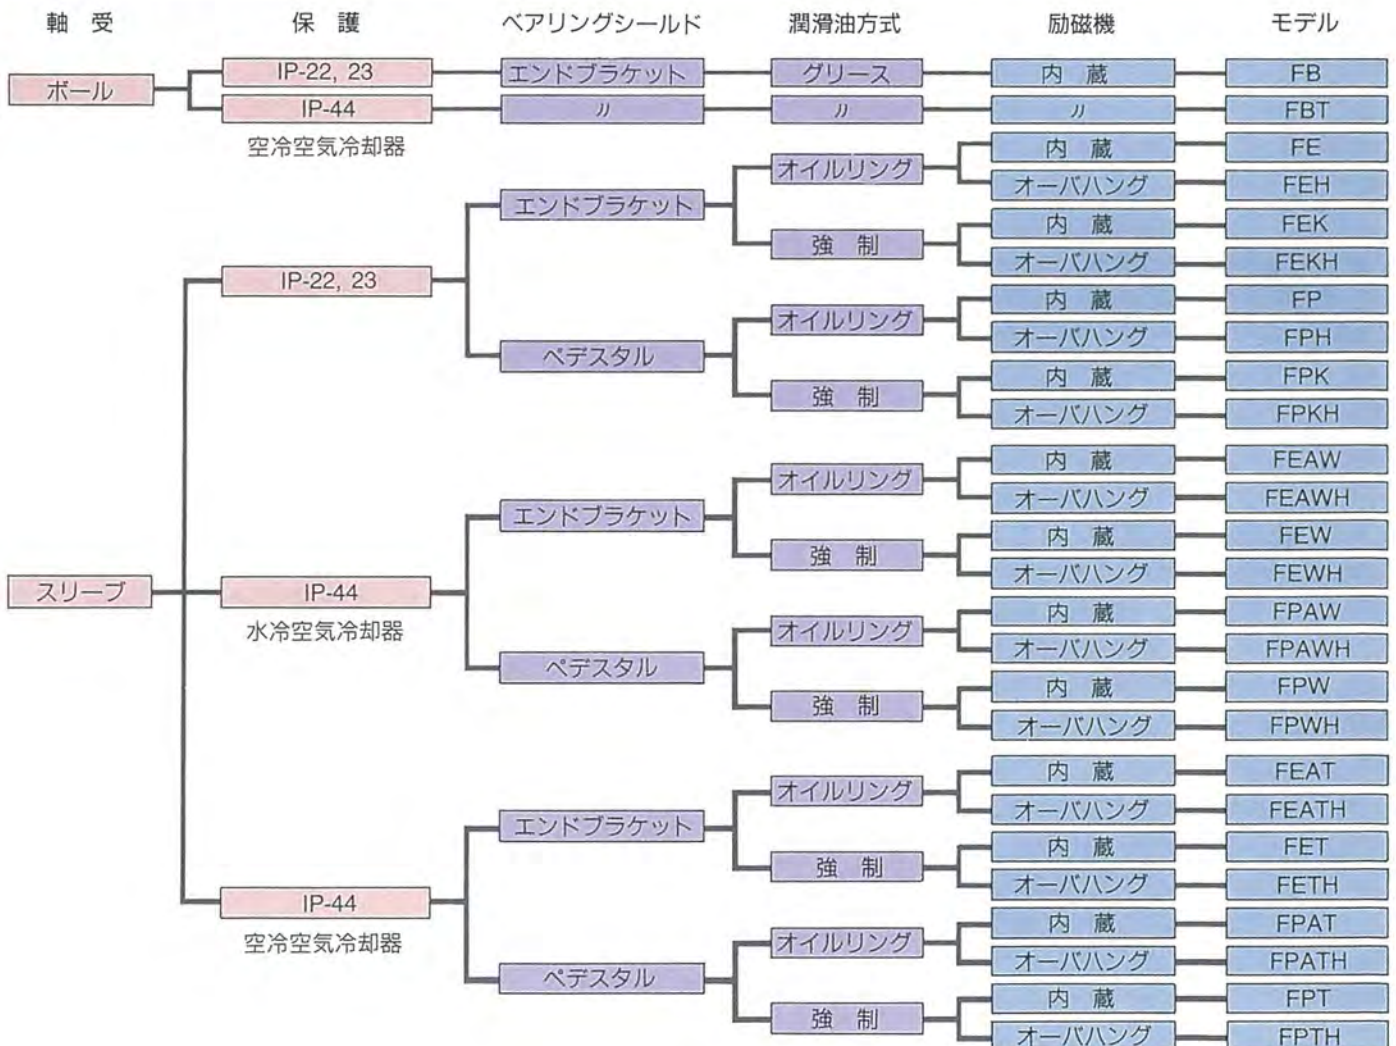 軸 受 保 護 ベアリングシールド 潤滑油方式 励磁機 モデル
ボール IP-22, 23 エンドブラケット グリース 内 蔵 FB
IP-44 〃 〃 〃 FBT
空冷空気冷却器
スリーブ
IP-22, 23
エンドブラケット
オイルリング
内 蔵 FE
オーバハング FEH
強 制
内 蔵 FEK
オーバハング FEKH
ペデスタル
オイルリング
内 蔵 FP
オーバハング FPH
強 制
内 蔵 FPK
オーバハング FPKH
IP-44
水冷空気冷却器
エンドブラケット
オイルリング
内 蔵 FEAW
オーバハング FEAWH
強 制
内 蔵 FEW
オーバハング FEWH
ペデスタル
オイルリング
内 蔵 FPAW
オーバハング FPAWH
強 制
内 蔵 FPW
オーバハング FPWH
IP-44
空冷空気冷却器
エンドブラケット
オイルリング
内 蔵 FEAT
オーバハング FEATH
強 制
内 蔵 FET
オーバハング FETH
ペデスタル
オイルリング
内 蔵 FPAT
オーバハング FPATH
強 制
内 蔵 FPT
オーバハング FPTH